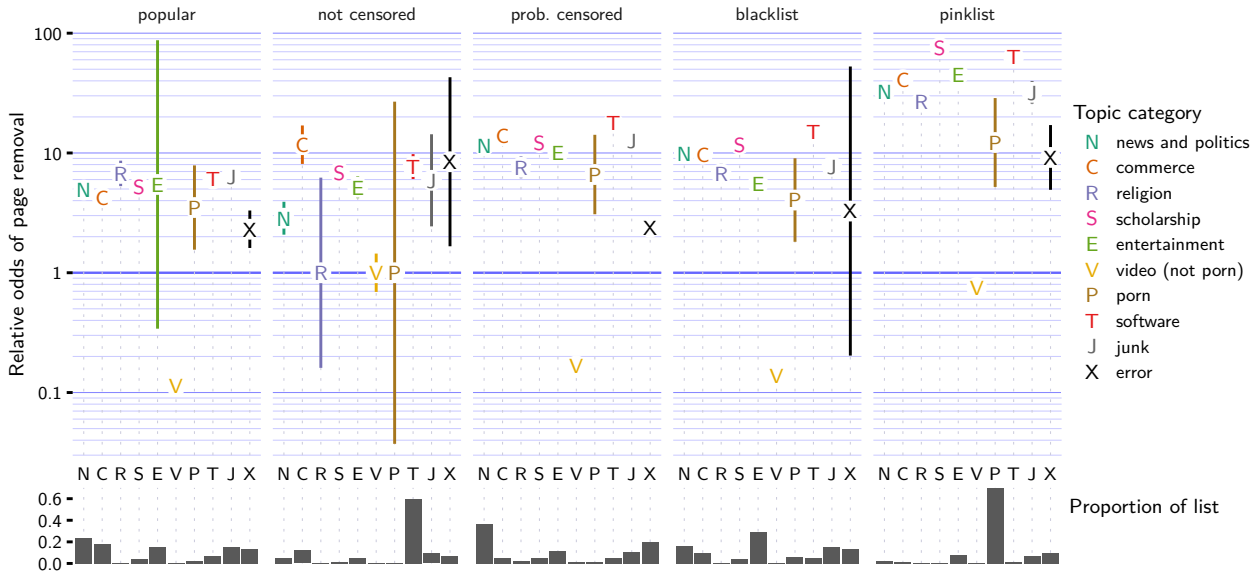 popular not censored prob. censored blacklist pinklist
Relative odds of page removal
100
10
1
0.1
N C R S E V P T J X
N C R S E V P T J X
N C R S E V P T J X
N C R S E V P T J X
N C R S E V P T J X
N C R S E V P T J X
N C R S E V P T J X
N C R S E V P T J X
N C R S E V P T J X
N C R S E V P T J X
Topic category
N news and politics
C commerce
R religion
S scholarship
E entertainment
V video (not porn)
P porn
T software
J junk
X error
0.6
0.4
0.2
0.0
Proportion of list